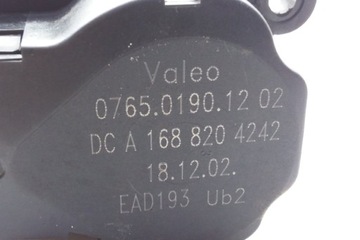 Valeo
0765.0190.12 02
DC A 168 820 4242
18.12.02.
EAD193 Ub2